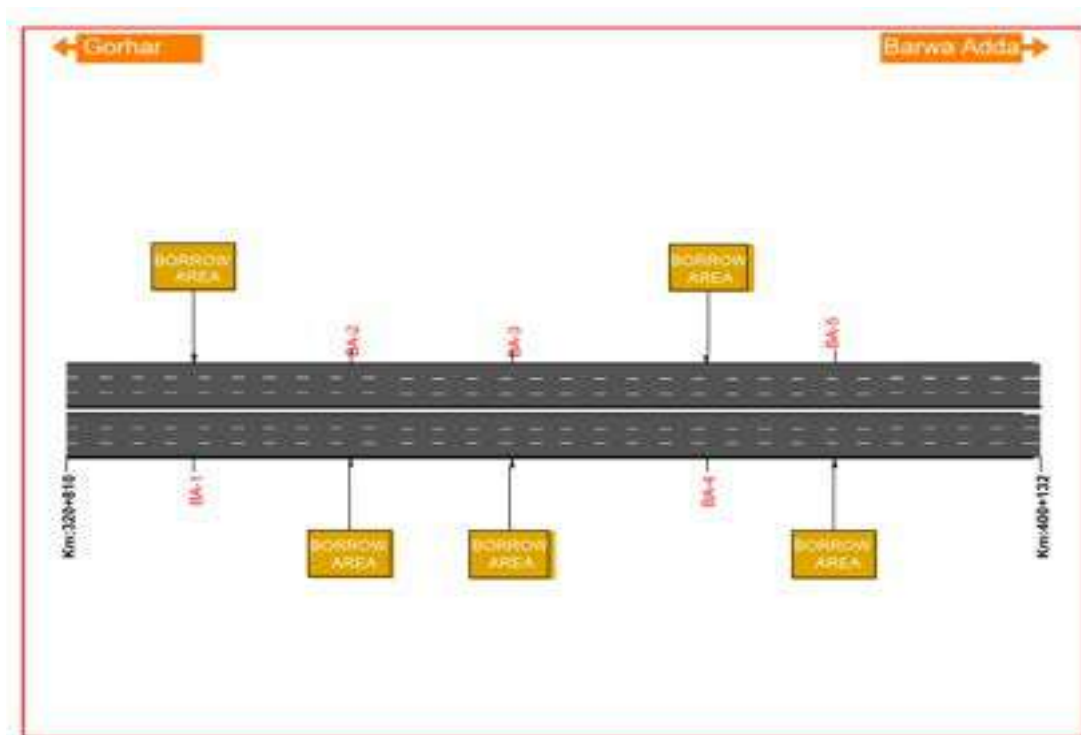 Gorhar
Barwa Adda
BORROW
AREA
BORROW
AREA
BA-2
BA-3
BA-5
Km:320+810
BA-1
BA-4
Km:400+132
BORROW
AREA
BORROW
AREA
BORROW
AREA